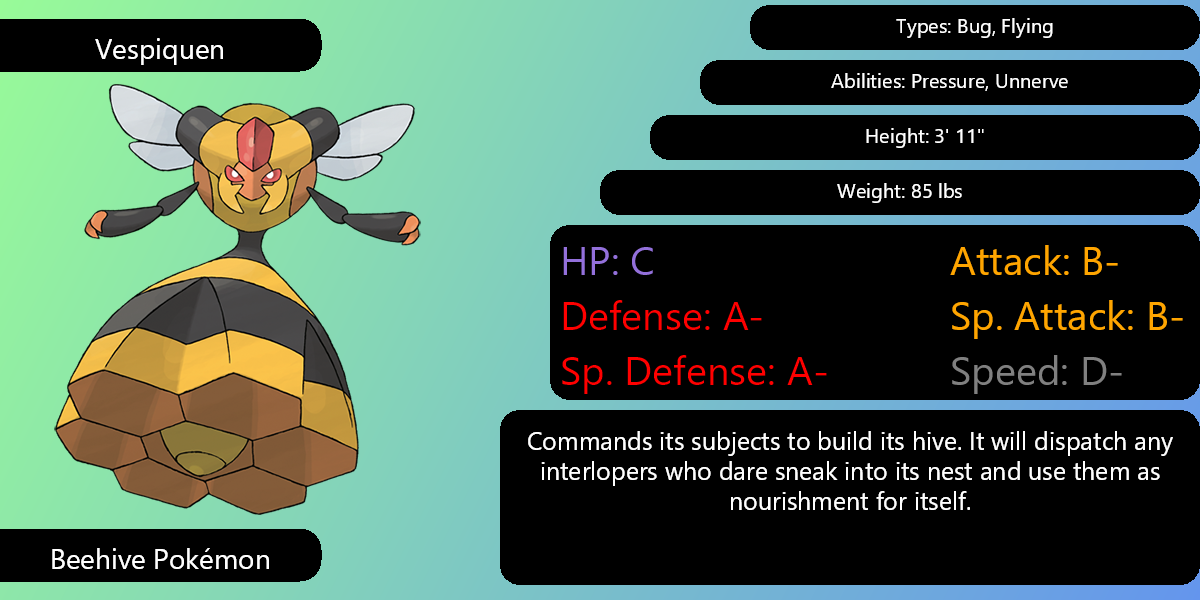 Vespiquen
Types: Bug, Flying
Abilities: Pressure, Unnerve
Height: 3' 11"
Weight: 85 lbs
HP: C
Attack: B-
Defense: A-
Sp. Attack: B-
Sp. Defense: A-
Speed: D-
Commands its subjects to build its hive. It will dispatch any
interlopers who dare sneak into its nest and use them as
nourishment for itself.
Beehive Pokémon